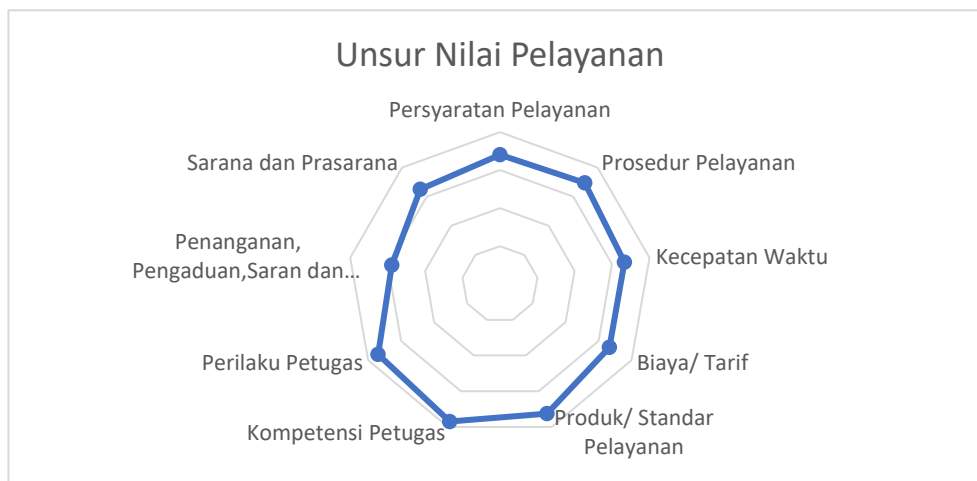 Unsur Nilai Pelayanan
Persyaratan Pelayanan
Prosedur Pelayanan
Kecepatan Waktu
Biaya/ Tarif
Produk/ Standar
Pelayanan
Kompetensi Petugas
Perilaku Petugas
Penanganan,
Pengaduan,Saran dan...
Sarana dan Prasarana